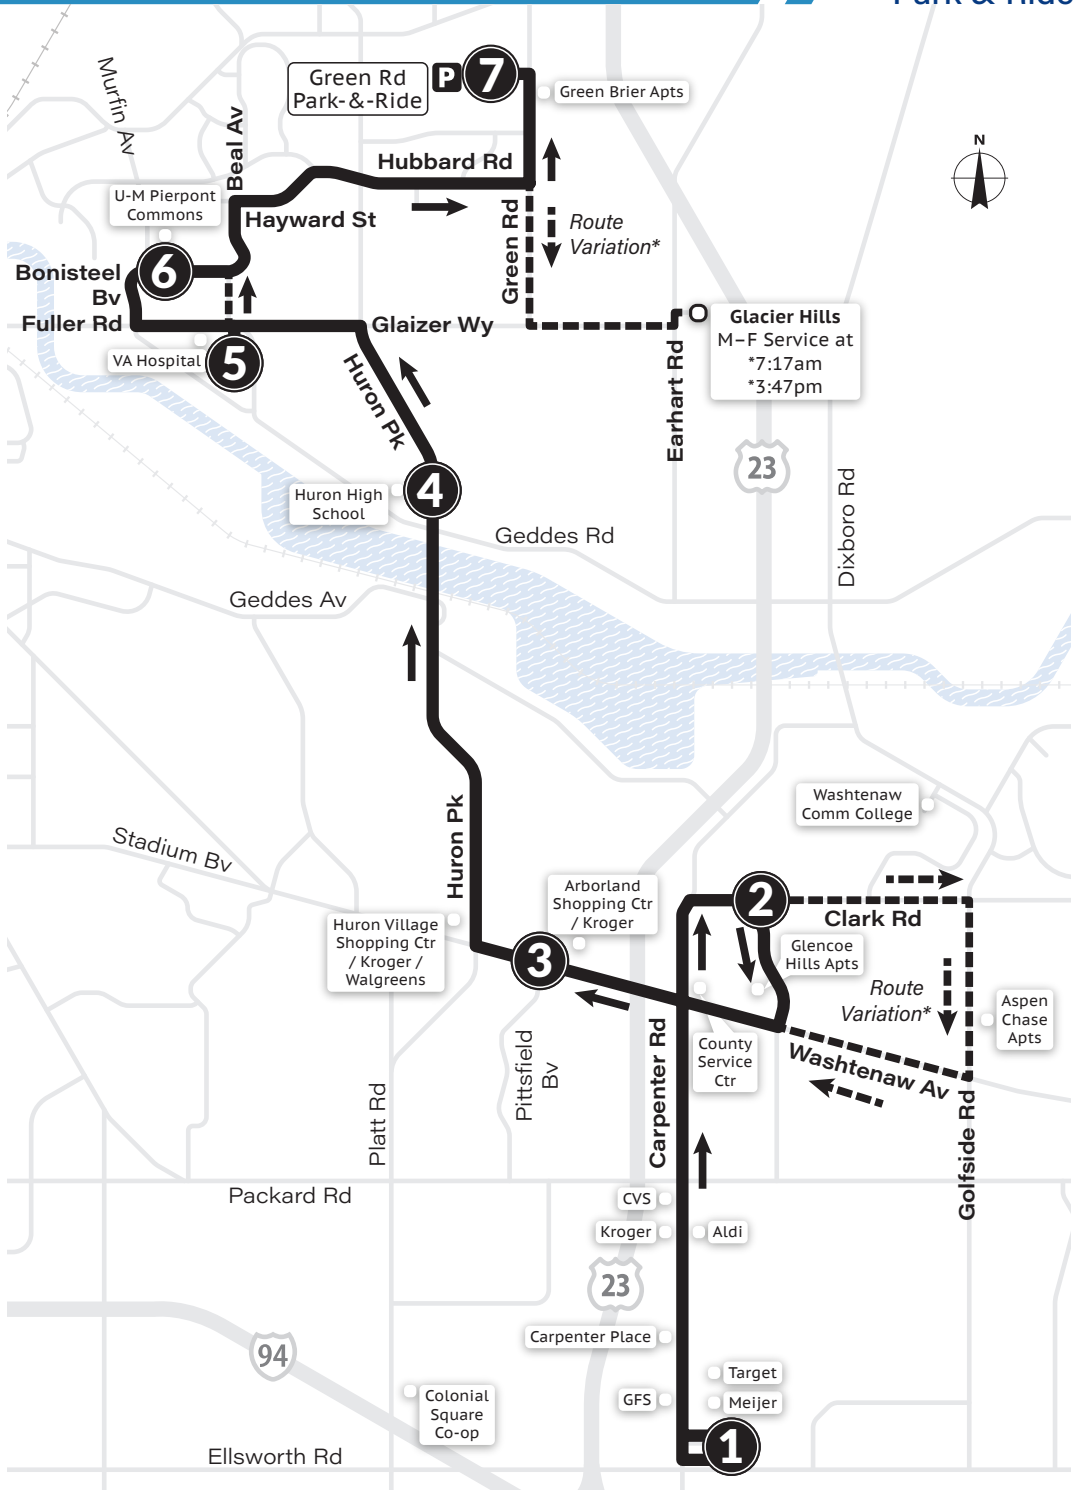 Park & Ride
Murfin Av
Beal Av
Green Rd
Park-&-Ride
P
7
Green Brier Apts
N
Hubbard Rd
U-M Pierpont
Commons
Hayward St
Green Rd
Route
Variation*
6
Bonisteel
Bv
Fuller Rd
Glaizer Wy
Glacier Hills
M–F Service at
*7:17am
*3:47pm
VA Hospital
5
Huron Pk
Earhart Rd
23
4
Huron High
School
Dixboro Rd
Geddes Rd
Geddes Av
Washtenaw
Comm College
Huron Pk
Stadium Bv
Arborland
Shopping Ctr
/ Kroger
2
Clark Rd
Huron Village
Shopping Ctr
/ Kroger /
Walgreens
3
Glencoe
Hills Apts
Route
Variation*
Aspen
Chase
Apts
County
Service
Ctr
Washtenaw Av
Pittsfield
Bv
Carpenter Rd
Platt Rd
Golfside Rd
Packard Rd
CVS
Kroger
Aldi
23
Carpenter Place
94
Target
GFS
Meijer
Colonial
Square
Co-op
1
Ellsworth Rd